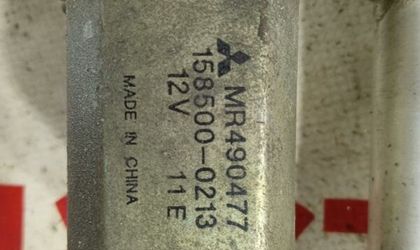 MR490477
158500-0213
12V 11E
MADE IN CHINA